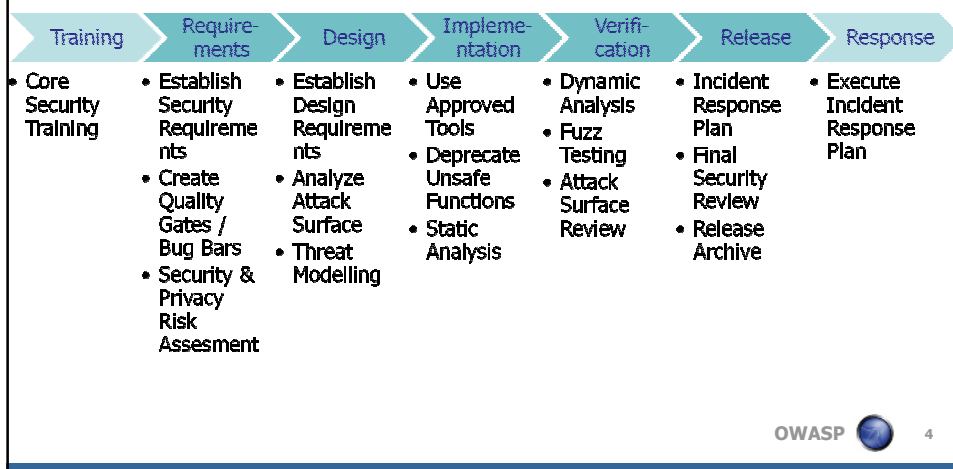 Training
Require-
ments
Design
Impleme-
ntation
Verifi-
cation
Release
Response
• Core
Security
Training
• Establish
Security
Requireme
nts
• Create
Quality
Gates /
Bug Bars
• Security &
Privacy
Risk
Assesment
• Establish
Design
Requireme
nts
• Analyze
Attack
Surface
• Threat
Modelling
• Use
Approved
Tools
• Deprecate
Unsafe
Functions
• Static
Analysis
• Dynamic
Analysis
• Fuzz
Testing
• Attack
Surface
Review
• Incident
Response
Plan
• Final
Security
Review
• Release
Archive
• Execute
Incident
Response
Plan
OWASP 4